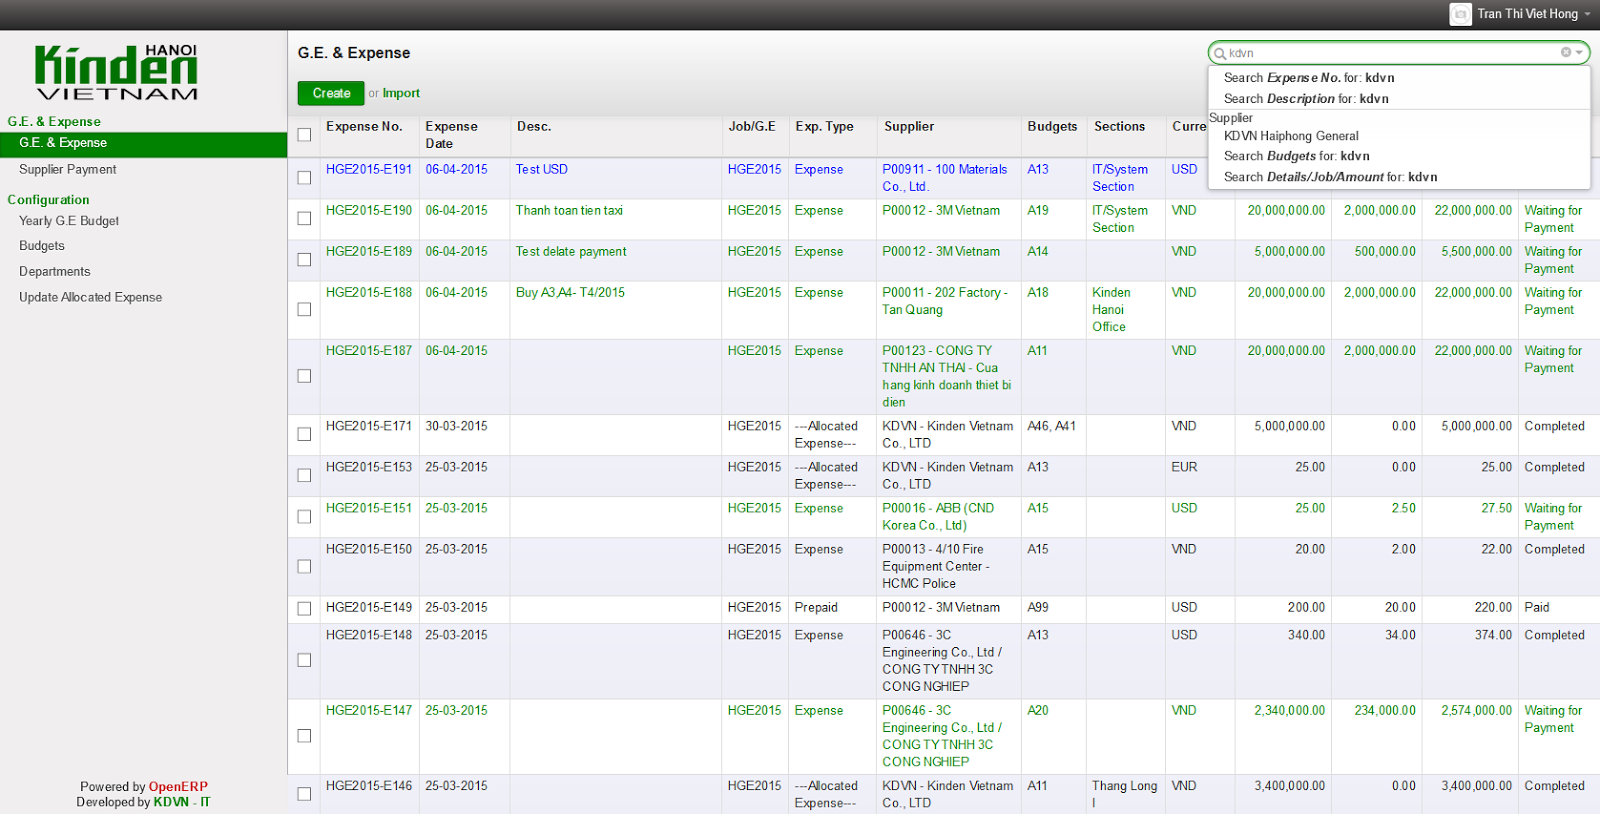 Tran Thi Viet Hong
HANOI
Kinden
VIETNAM
G.E. & Expense
G.E. & Expense
Supplier Payment
Configuration
Yearly G.E Budget
Budgets
Departments
Update Allocated Expense
Powered by OpenERP
Developed by KDVN - IT
G.E. & Expense
Create or Import
kdvn
Search Expense No. for: kdvn
Search Description for: kdvn
Supplier
KDVN Haiphong General
Search Budgets for: kdvn
Search Details/Job/Amount for: kdvn
Expense No. Expense Desc. Job/G.E Exp. Type Supplier Budgets Sections Curre
Date
HGE2015-E191 06-04-2015 Test USD HGE2015 Expense P00911 - 100 Materials A13 IT/System USD
Co., Ltd. Section
HGE2015-E190 06-04-2015 Thanh toan tien taxi HGE2015 Expense P00012 - 3M Vietnam A19 IT/System VND 20,000,000.00 2,000,000.00 22,000,000.00 Waiting for
Section Payment
HGE2015-E189 06-04-2015 Test delate payment HGE2015 Expense P00012 - 3M Vietnam A14 VND 5,000,000.00 500,000.00 5,500,000.00 Waiting for
Payment
HGE2015-E188 06-04-2015 Buy A3,A4- T4/2015 HGE2015 Expense P00011 - 202 Factory - A18 Kinden VND 20,000,000.00 2,000,000.00 22,000,000.00 Waiting for
Tan Quang Hanoi Payment
Office
HGE2015-E187 06-04-2015 HGE2015 Expense P00123 - CONG TY A11 VND 20,000,000.00 2,000,000.00 22,000,000.00 Waiting for
TNHH AN THAI - Cua Payment
hang kinh doanh thiet bi
dien
HGE2015-E171 30-03-2015 HGE2015 ---Allocated KDVN - Kinden Vietnam A46, A41 VND 5,000,000.00 0.00 5,000,000.00 Completed
Expense--- Co., LTD
HGE2015-E153 25-03-2015 HGE2015 ---Allocated KDVN - Kinden Vietnam A13 EUR 25.00 0.00 25.00 Completed
Expense--- Co., LTD
HGE2015-E151 25-03-2015 HGE2015 Expense P00016 - ABB (CND A15 USD 25.00 2.50 27.50 Waiting for
Korea Co., Ltd) Payment
HGE2015-E150 25-03-2015 HGE2015 Expense P00013 - 4/10 Fire A15 VND 20.00 2.00 22.00 Completed
Equipment Center -
HCMC Police
HGE2015-E149 25-03-2015 HGE2015 Prepaid P00012 - 3M Vietnam A99 USD 200.00 20.00 220.00 Paid
HGE2015-E148 25-03-2015 HGE2015 Expense P00646 - 3C A13 USD 340.00 34.00 374.00 Completed
Engineering Co., Ltd /
CONG TY TNHH 3C
CONG NGHIEP
HGE2015-E147 25-03-2015 HGE2015 Expense P00646 - 3C A20 VND 2,340,000.00 234,000.00 2,574,000.00 Waiting for
Engineering Co., Ltd / Payment
CONG TY TNHH 3C
CONG NGHIEP
HGE2015-E146 25-03-2015 HGE2015 ---Allocated KDVN - Kinden Vietnam A11 Thang Long VND 3,400,000.00 0.00 3,400,000.00 Completed
Expense--- Co., LTD I